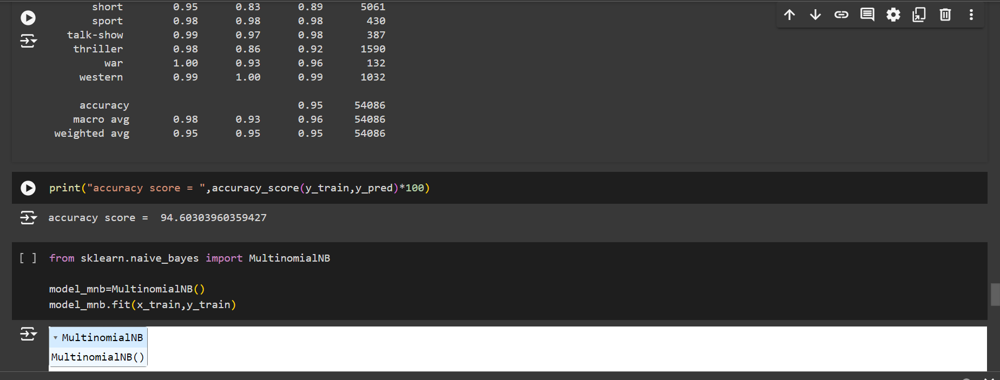 short 0.95 0.83 0.89 5061
sport 0.98 0.98 0.98 430
talk-show 0.99 0.97 0.98 387
thriller 0.98 0.86 0.92 1590
war 1.00 0.93 0.96 132
western 0.99 1.00 0.99 1032
accuracy 0.95 54086
macro avg 0.98 0.93 0.96 54086
weighted avg 0.95 0.95 0.95 54086
print("accuracy score = ",accuracy_score(y_train,y_pred)*100)
accuracy score =  94.60303960359427
[ ] from sklearn.naive_bayes import MultinomialNB
model_mnb=MultinomialNB()
model_mnb.fit(x_train,y_train)
MultinomialNB
MultinomialNB()